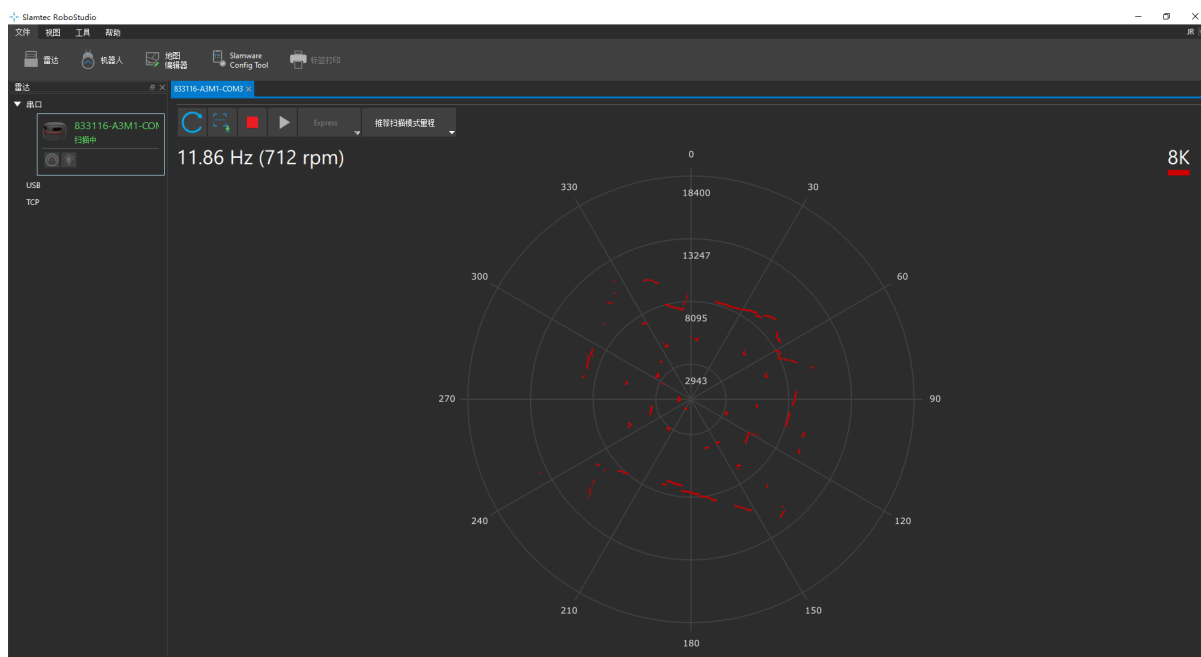 Slamtec RoboStudio
文件 视图 工具 帮助
JR
雷达
机器人
地图
编辑器
Slamware
Config Tool
标签打印
雷达
833116-A3M1-COM3
串口
833116-A3M1-COM
扫描中
USB
TCP
Express
推荐扫描模式量程
11.86 Hz (712 rpm)
8K
0
330
30
18400
13247
300
60
8095
2943
270
90
240
120
210
150
180